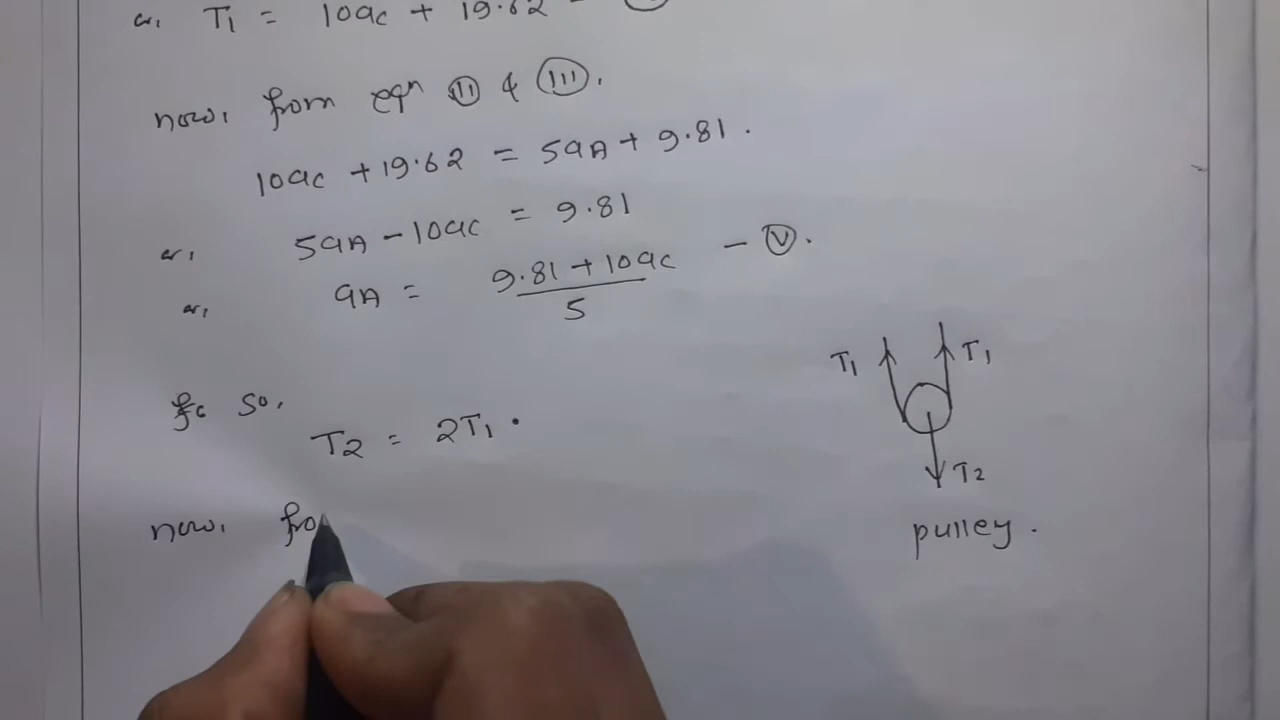 or, T1 = 10ac + 19.62 -
now, from eqn (II) & (III).
10ac + 19.62 = 5aA + 9.81.
or, 5aA - 10ac = 9.81
or, aA = 9.81 + 10ac / 5 - (V).
T1 T1
so,
T2 = 2T1.
T2
now, fro
pulley.